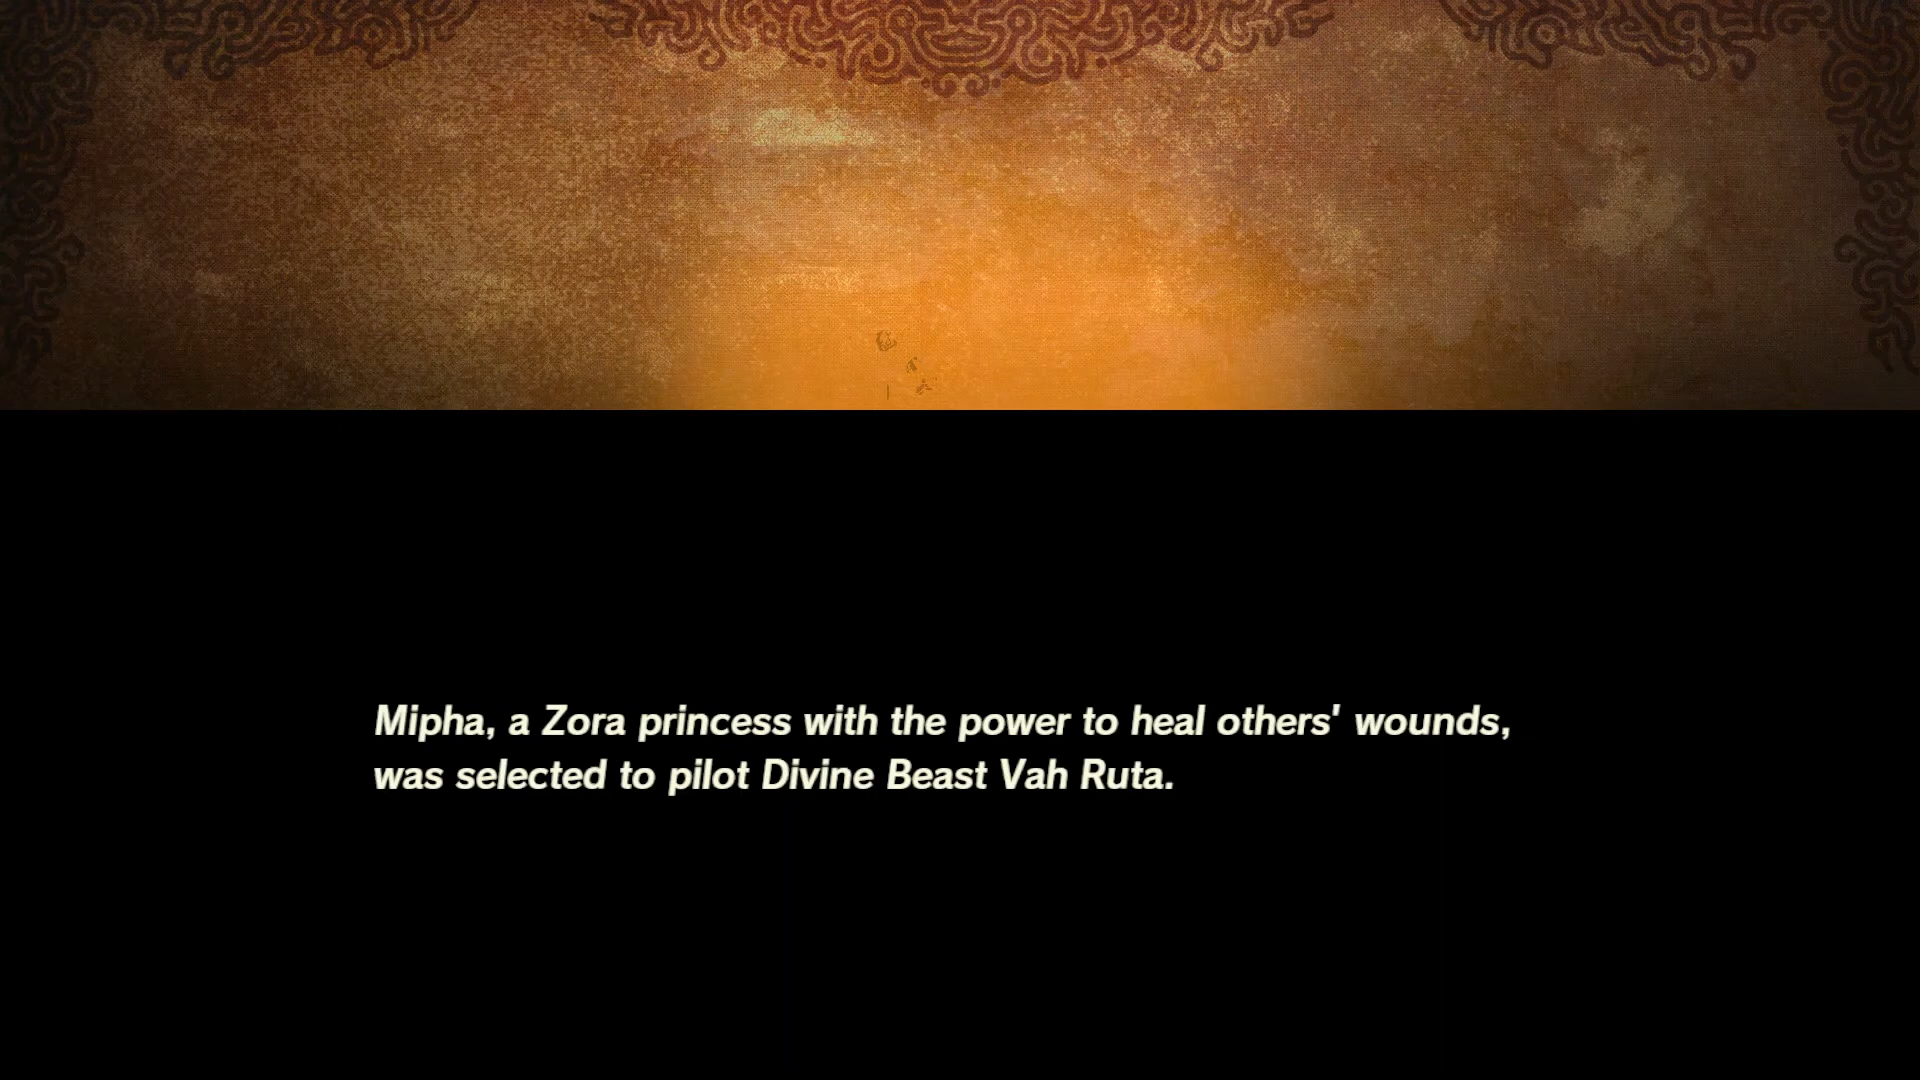 Mipha, a Zora princess with the power to heal others' wounds,
was selected to pilot Divine Beast Vah Ruta.